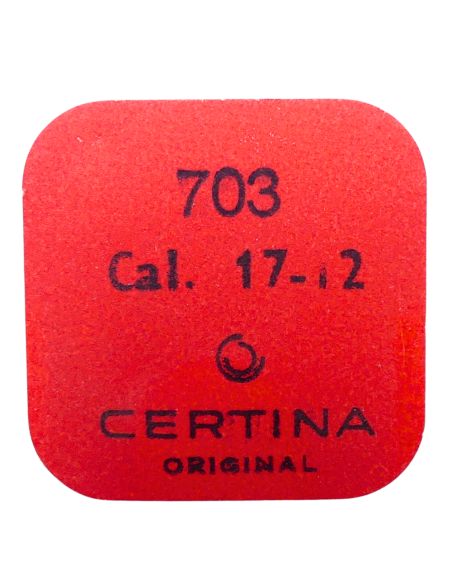 703
Cal. 17-12
CERTINA
ORIGINAL